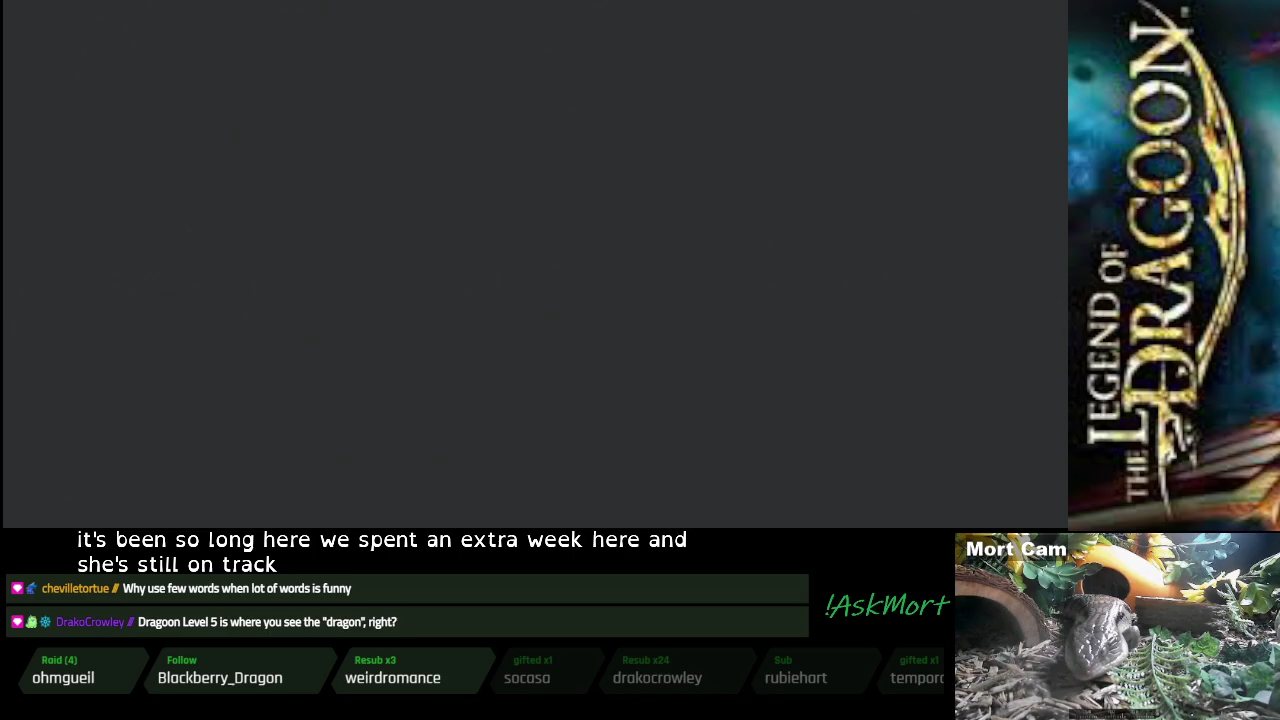 THE LEGEND OF
DRAGOON
it's been so long here we spent an extra week here and
she's still on track
chevilletortue // Why use few words when lot of words is funny
DrakoCrowley // Dragoon Level 5 is where you see the "dragon", right?
!AskMort
Mort Cam
Raid (4)
ohmgueil
Follow
Blackberry_Dragon
Resub x3
weirdromance
gifted x1
socasa
Resub x24
drakocrowley
Sub
rubiehart
gifted x1